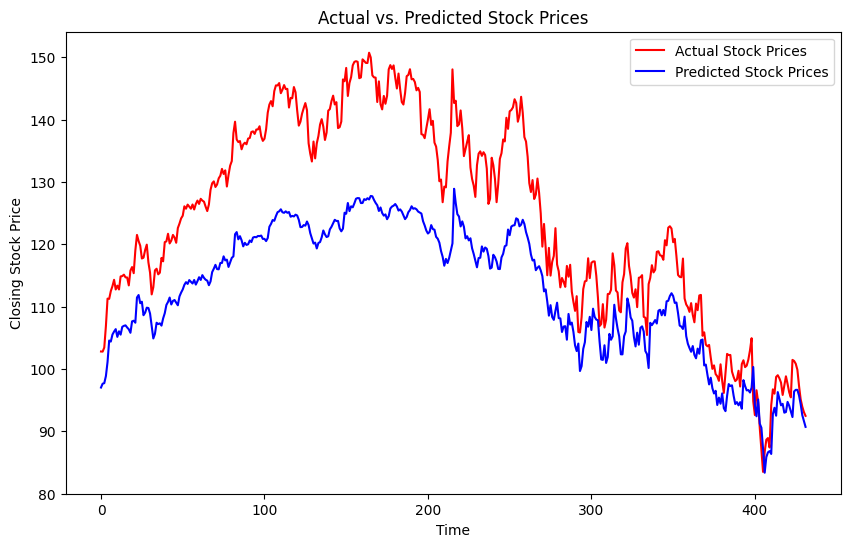 Actual vs. Predicted Stock Prices
Actual Stock Prices
Predicted Stock Prices
Closing Stock Price
150
140
130
120
110
100
90
80
0
100
200
300
400
Time